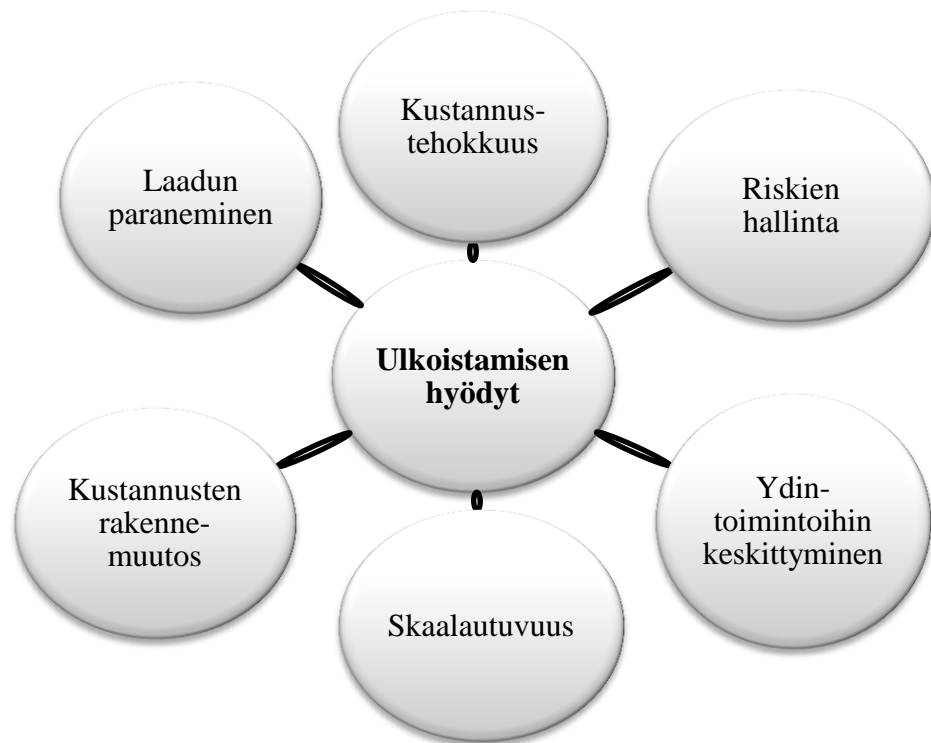 Kustannus-
tehokkuus
Laadun
paraneminen
Riskien
hallinta
Ulkoistamisen
hyödyt
Kustannusten
rakenne-
muutos
Ydin-
toimintoihin
keskittyminen
Skaalautuvuus